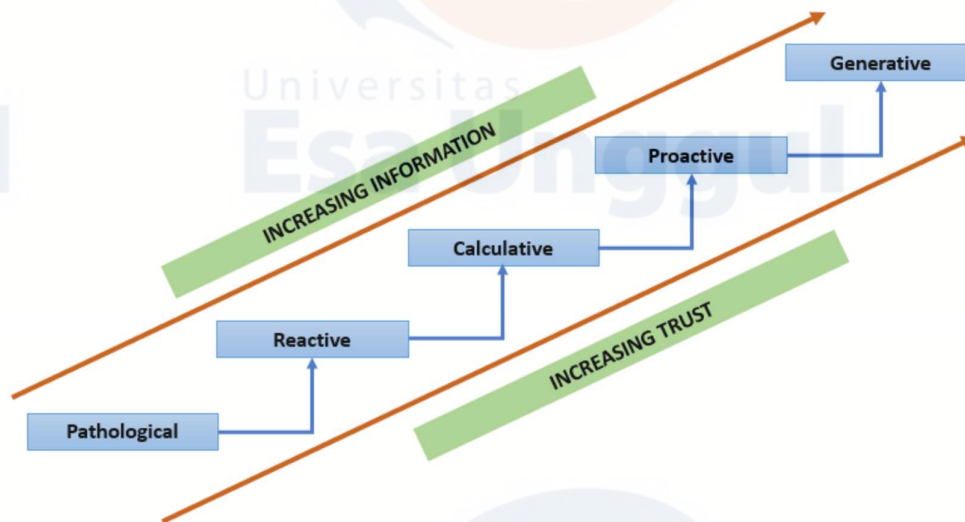 Generative
Universitas
Esa Unggul
INCREASING INFORMATION
Proactive
Calculative
INCREASING TRUST
Reactive
Pathological